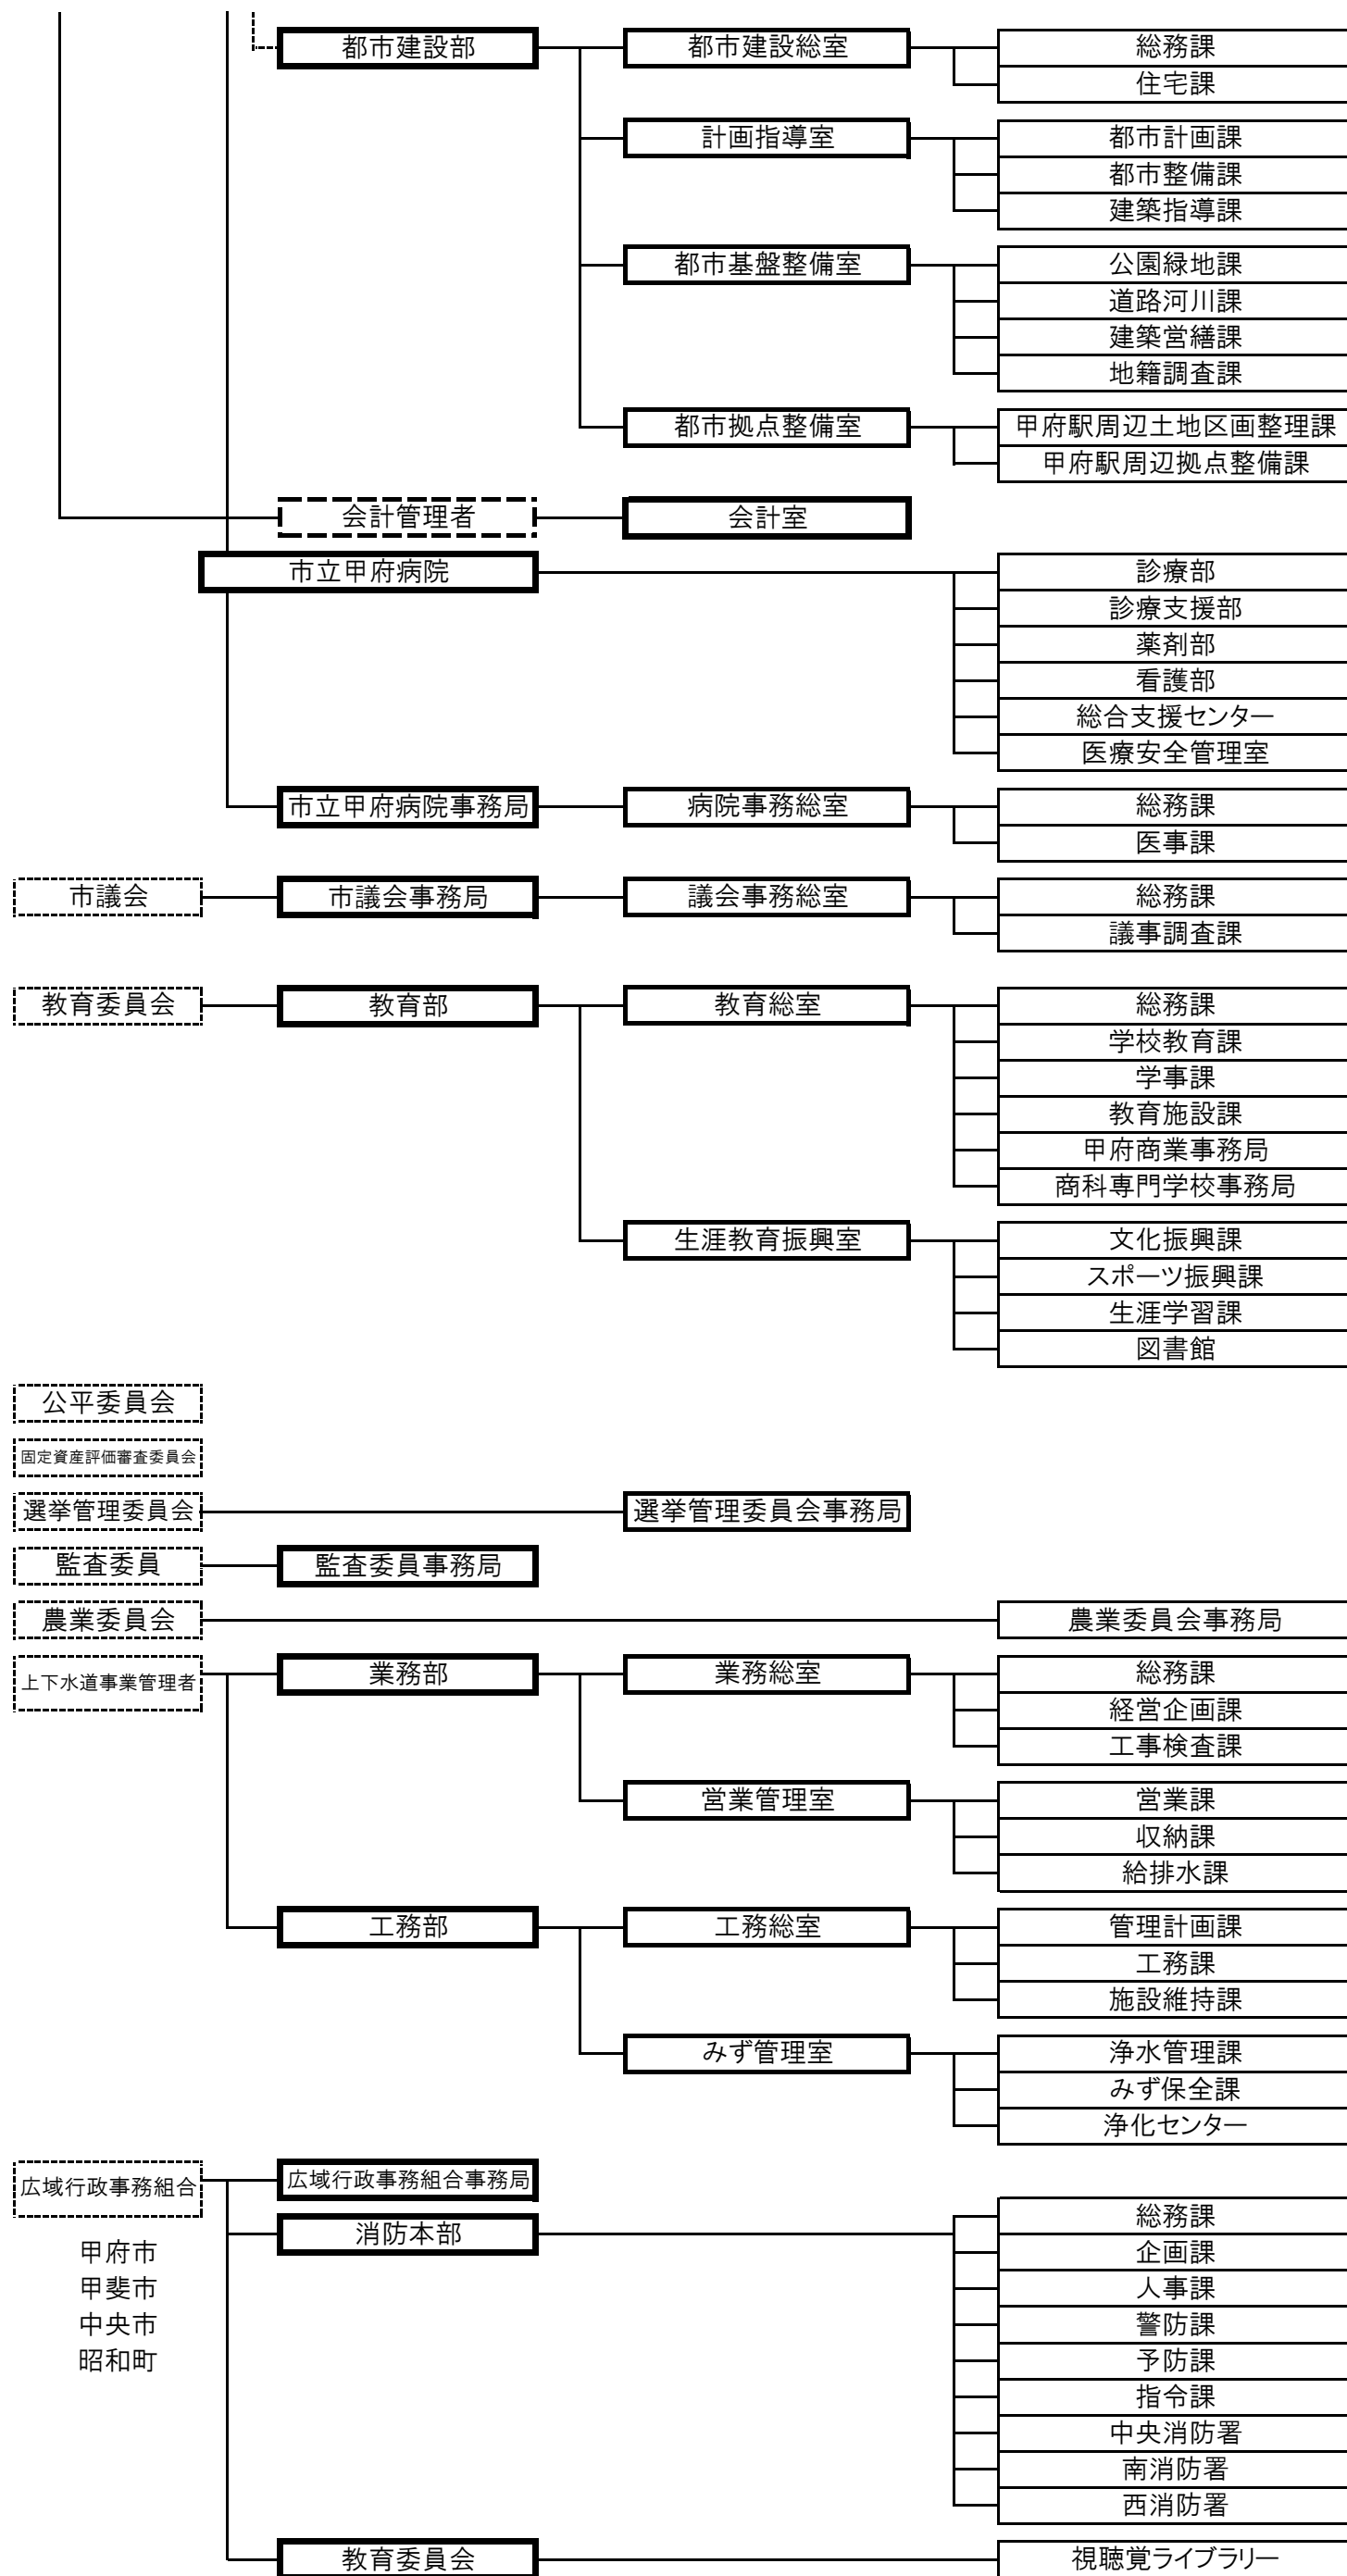 都市建設部
都市建設総室
総務課
住宅課
計画指導室
都市計画課
都市整備課
建築指導課
都市基盤整備室
公園緑地課
道路河川課
建築営繕課
地籍調査課
都市拠点整備室
甲府駅周辺土地区画整理課
甲府駅周辺拠点整備課
会計管理者
会計室
市立甲府病院
診療部
診療支援部
薬剤部
看護部
総合支援センター
医療安全管理室
市立甲府病院事務局
病院事務総室
総務課
医事課
市議会
市議会事務局
議会事務総室
総務課
議事調査課
教育委員会
教育部
教育総室
総務課
学校教育課
学事課
教育施設課
甲府商業事務局
商科専門学校事務局
生涯教育振興室
文化振興課
スポーツ振興課
生涯学習課
図書館
公平委員会
固定資産評価審査委員会
選挙管理委員会
選挙管理委員会事務局
監査委員
監査委員事務局
農業委員会
農業委員会事務局
上下水道事業管理者
業務部
業務総室
総務課
経営企画課
工事検査課
営業管理室
営業課
収納課
給排水課
工務部
工務総室
管理計画課
工務課
施設維持課
みず管理室
浄水管理課
みず保全課
浄化センター
広域行政事務組合
広域行政事務組合事務局
甲府市
甲斐市
中央市
昭和町
消防本部
総務課
企画課
人事課
警防課
予防課
指令課
中央消防署
南消防署
西消防署
教育委員会
視聴覚ライブラリー